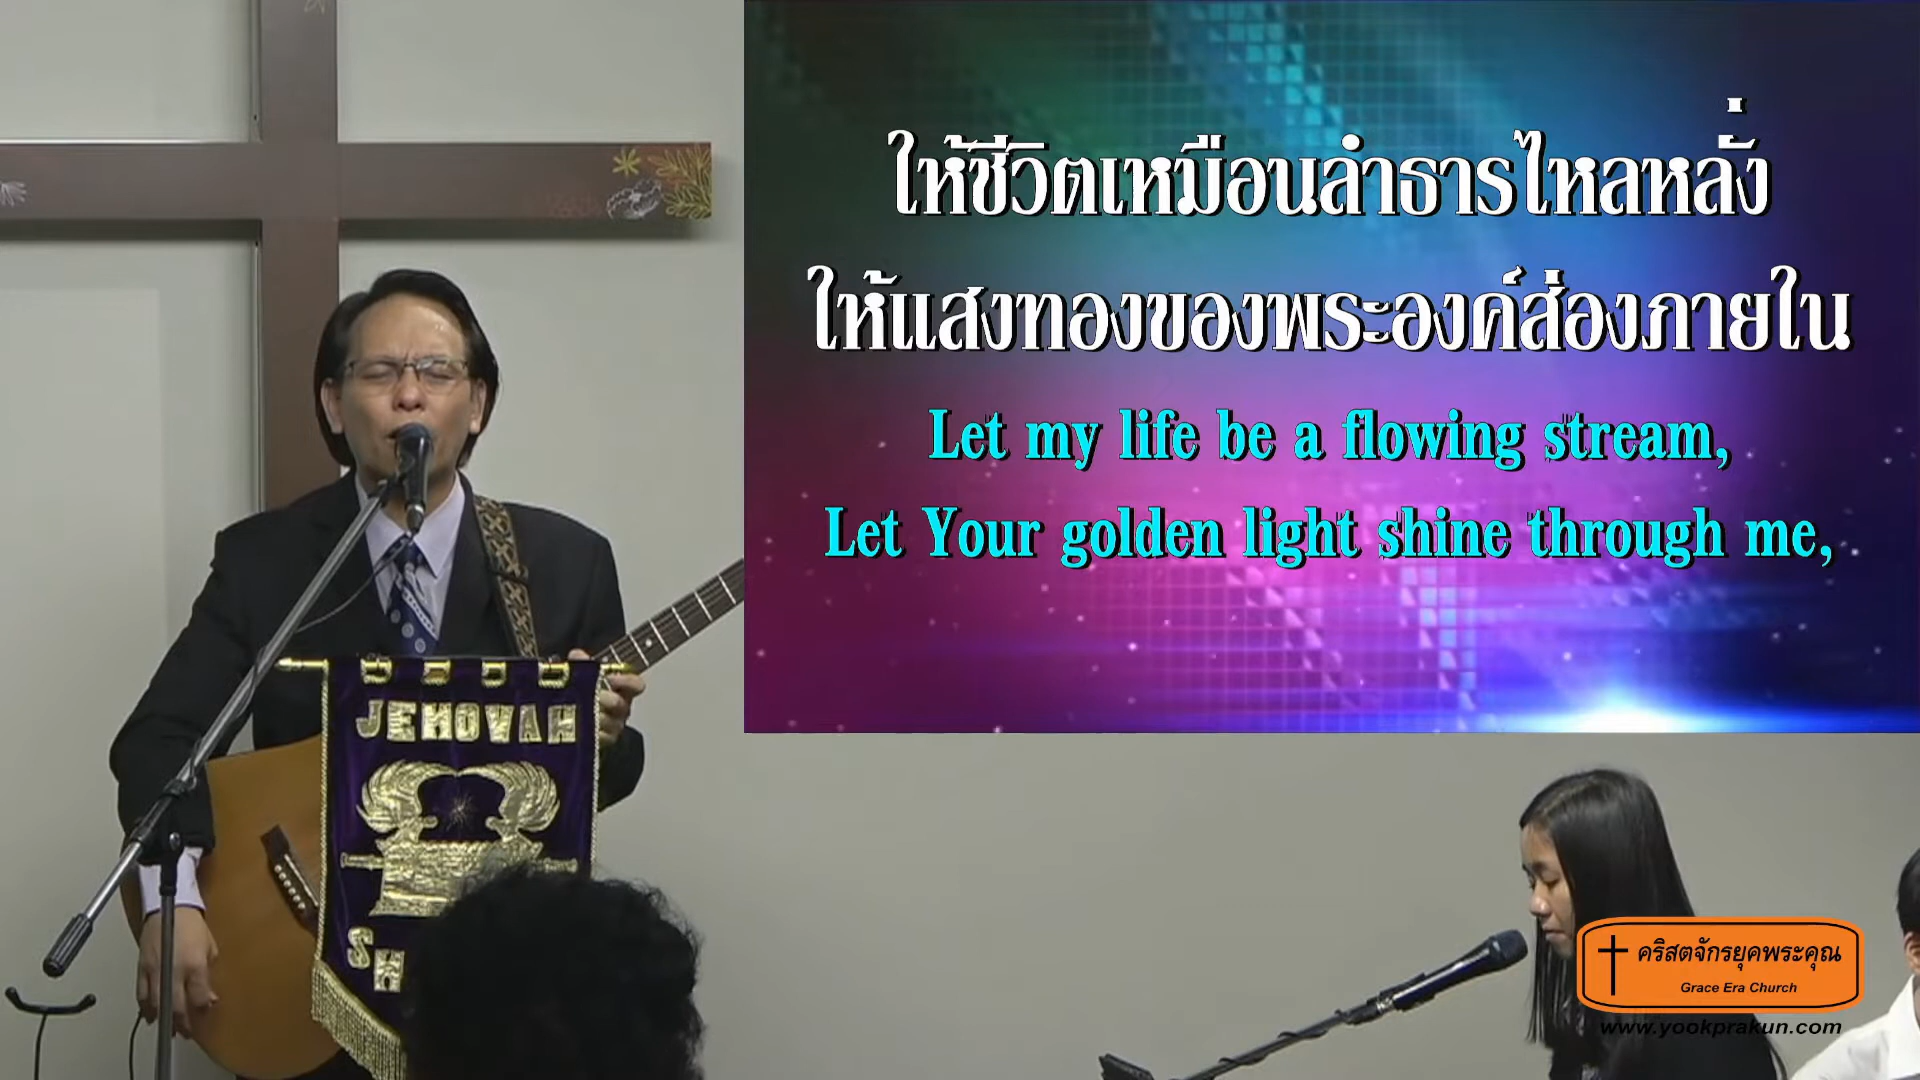 ให้ชีวิตเหมือนลำธารไหลหลั่ง
ให้แสงทองของพระองค์ส่องภายใน
Let my life be a flowing stream,
Let Your golden light shine through me,
JEHOVAH
SH
คริสตจักรยุคพระคุณ
Grace Era Church
www.yookprakun.com